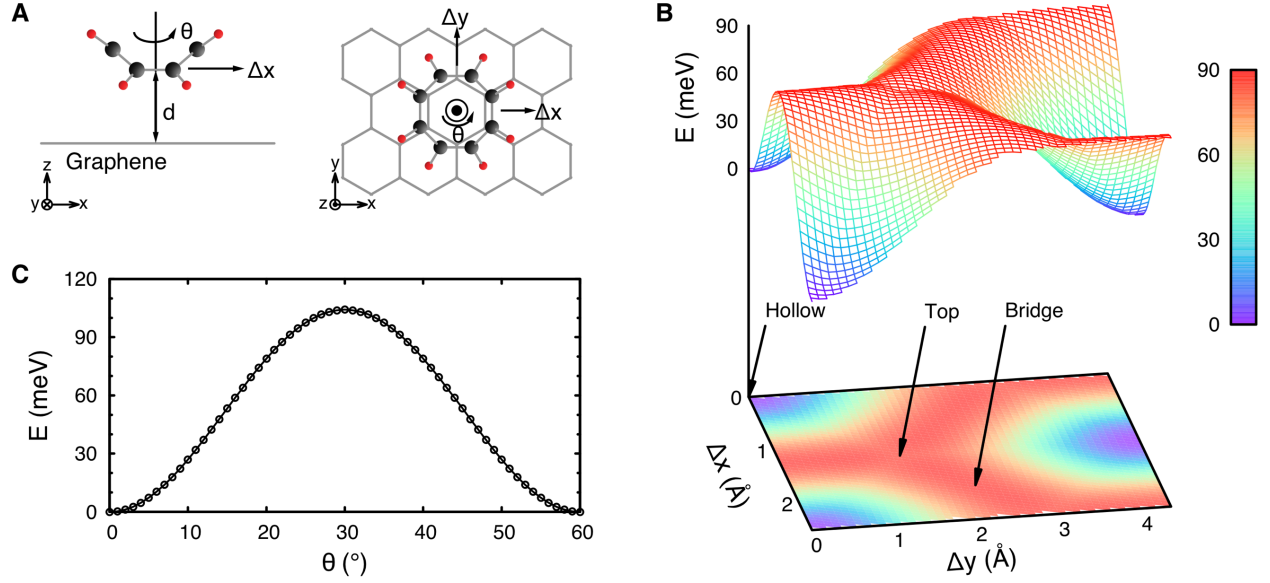 A
θ
Δx
d
Graphene
z
y
x
Δy
Δx
θ
y
z
x
B
E (meV)
90
60
30
0
90
60
30
0
Hollow
Top
Bridge
0
1
2
Δx (Å)
0
1
2
3
4
Δy (Å)
C
E (meV)
120
90
60
30
0
0
10
20
30
40
50
60
θ (°)